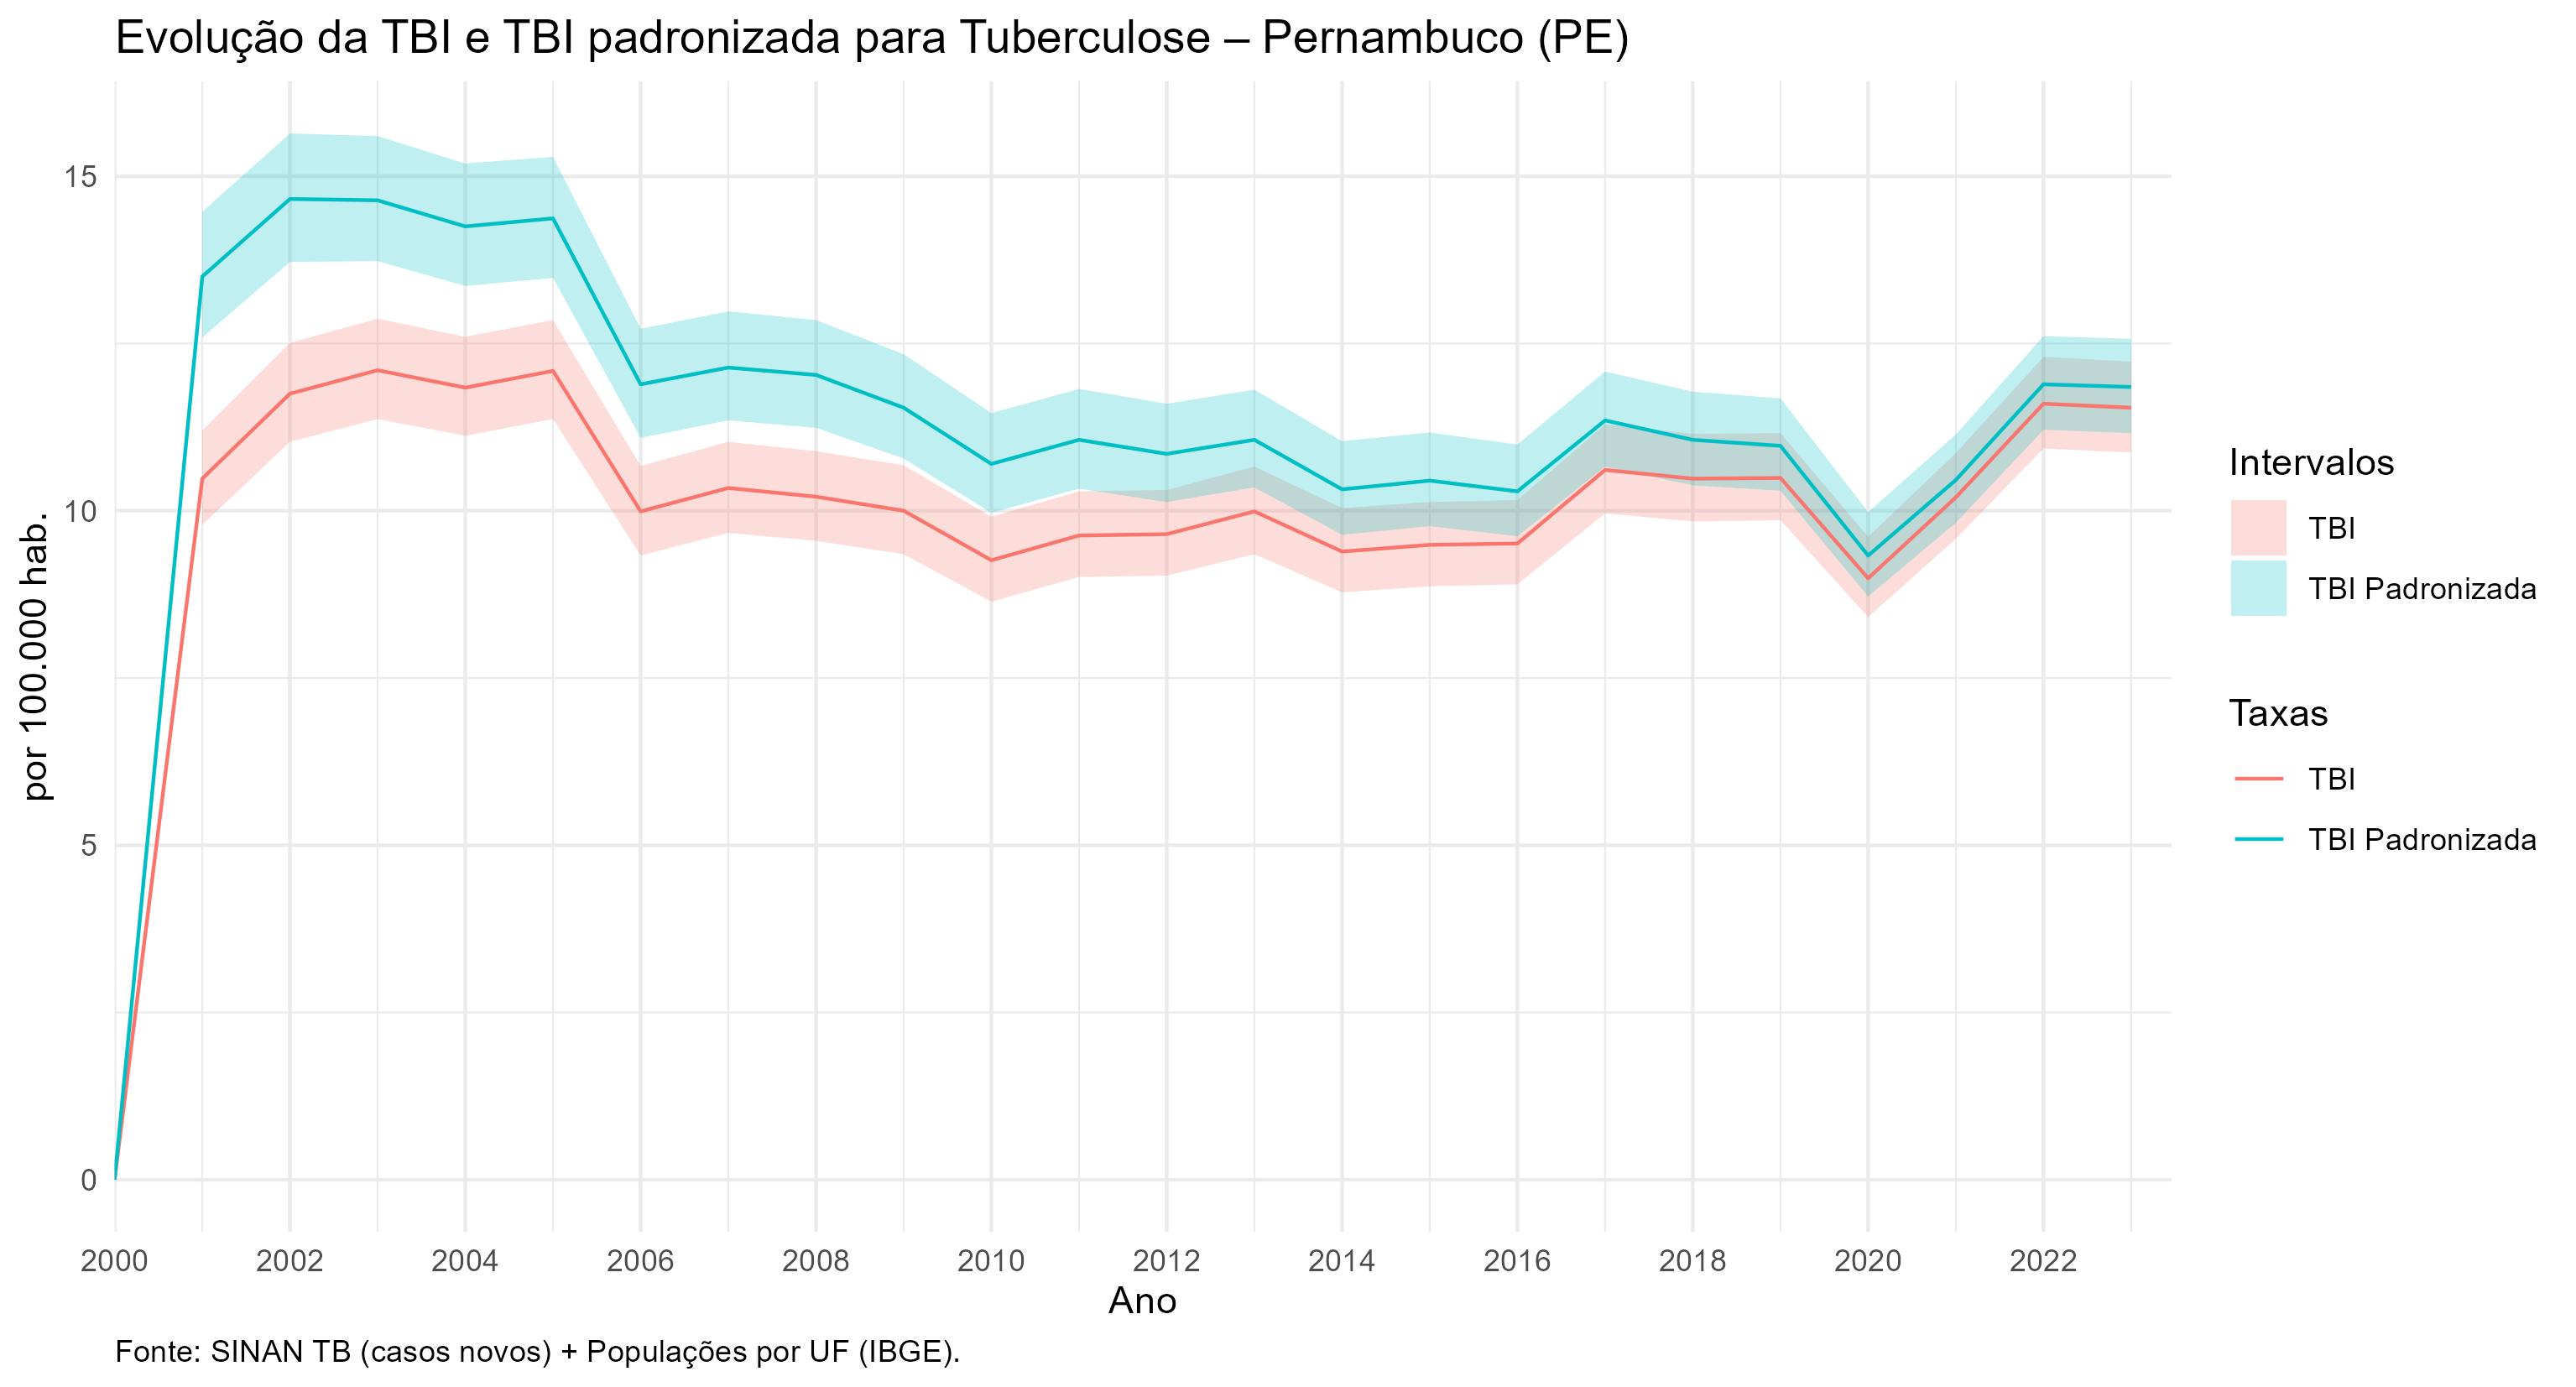 Evolução da TBI e TBI padronizada para Tuberculose – Pernambuco (PE)
por 100.000 hab.
15
10
5
0
2000 2002 2004 2006 2008 2010 2012 2014 2016 2018 2020 2022
Ano
Fonte: SINAN TB (casos novos) + Populações por UF (IBGE).
Intervalos
TBI
TBI Padronizada
Taxas
TBI
TBI Padronizada